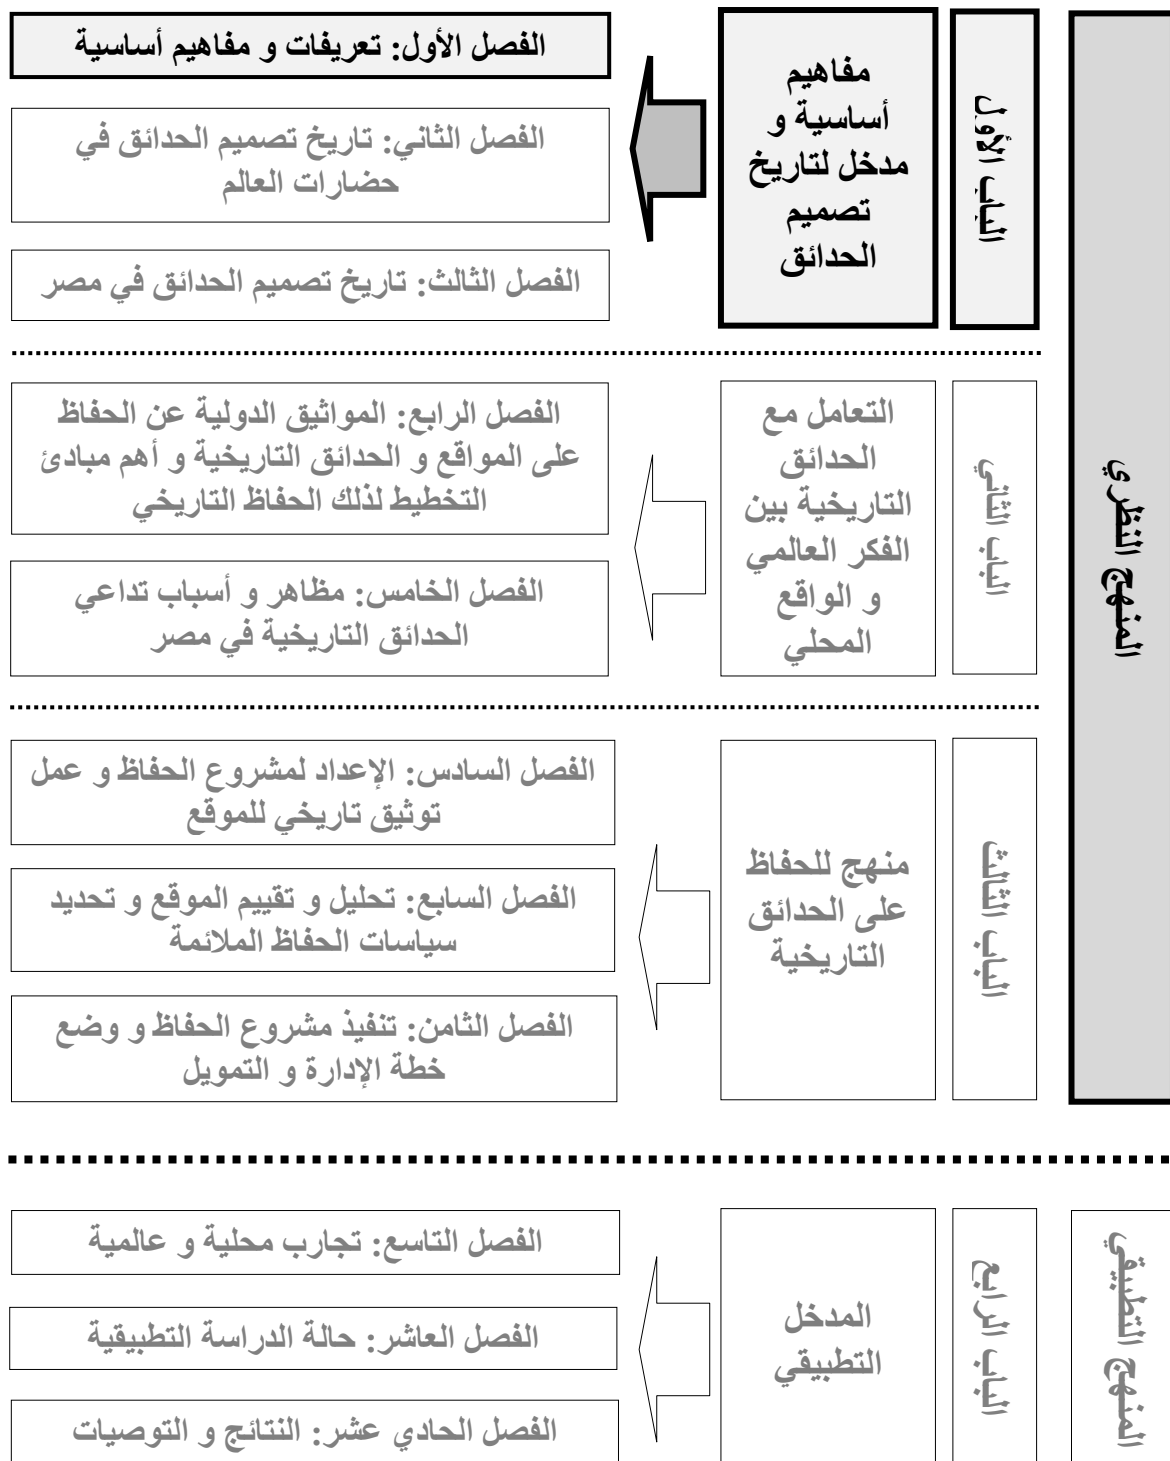 المنهج النظري
الباب الأول
مفاهيم
أساسية و
مدخل لتاريخ
تصميم
الحدائق
الفصل الأول: تعريفات و مفاهيم أساسية
الفصل الثاني: تاريخ تصميم الحدائق في
حضارات العالم
الفصل الثالث: تاريخ تصميم الحدائق في مصر
الباب الثاني
التعامل مع
الحدائق
التاريخية بين
الفكر العالمي
و الواقع
المحلي
الفصل الرابع: المواثيق الدولية عن الحفاظ
على المواقع و الحدائق التاريخية و أهم مبادئ
التخطيط لذلك الحفاظ التاريخي
الفصل الخامس: مظاهر و أسباب تداعي
الحدائق التاريخية في مصر
الباب الثالث
منهج للحفاظ
على الحدائق
التاريخية
الفصل السادس: الإعداد لمشروع الحفاظ و عمل
توثيق تاريخي للموقع
الفصل السابع: تحليل و تقييم الموقع و تحديد
سياسات الحفاظ الملائمة
الفصل الثامن: تنفيذ مشروع الحفاظ و وضع
خطة الإدارة و التمويل
المنهج التطبيقي
الباب الرابع
المدخل
التطبيقي
الفصل التاسع: تجارب محلية و عالمية
الفصل العاشر: حالة الدراسة التطبيقية
الفصل الحادي عشر: النتائج و التوصيات